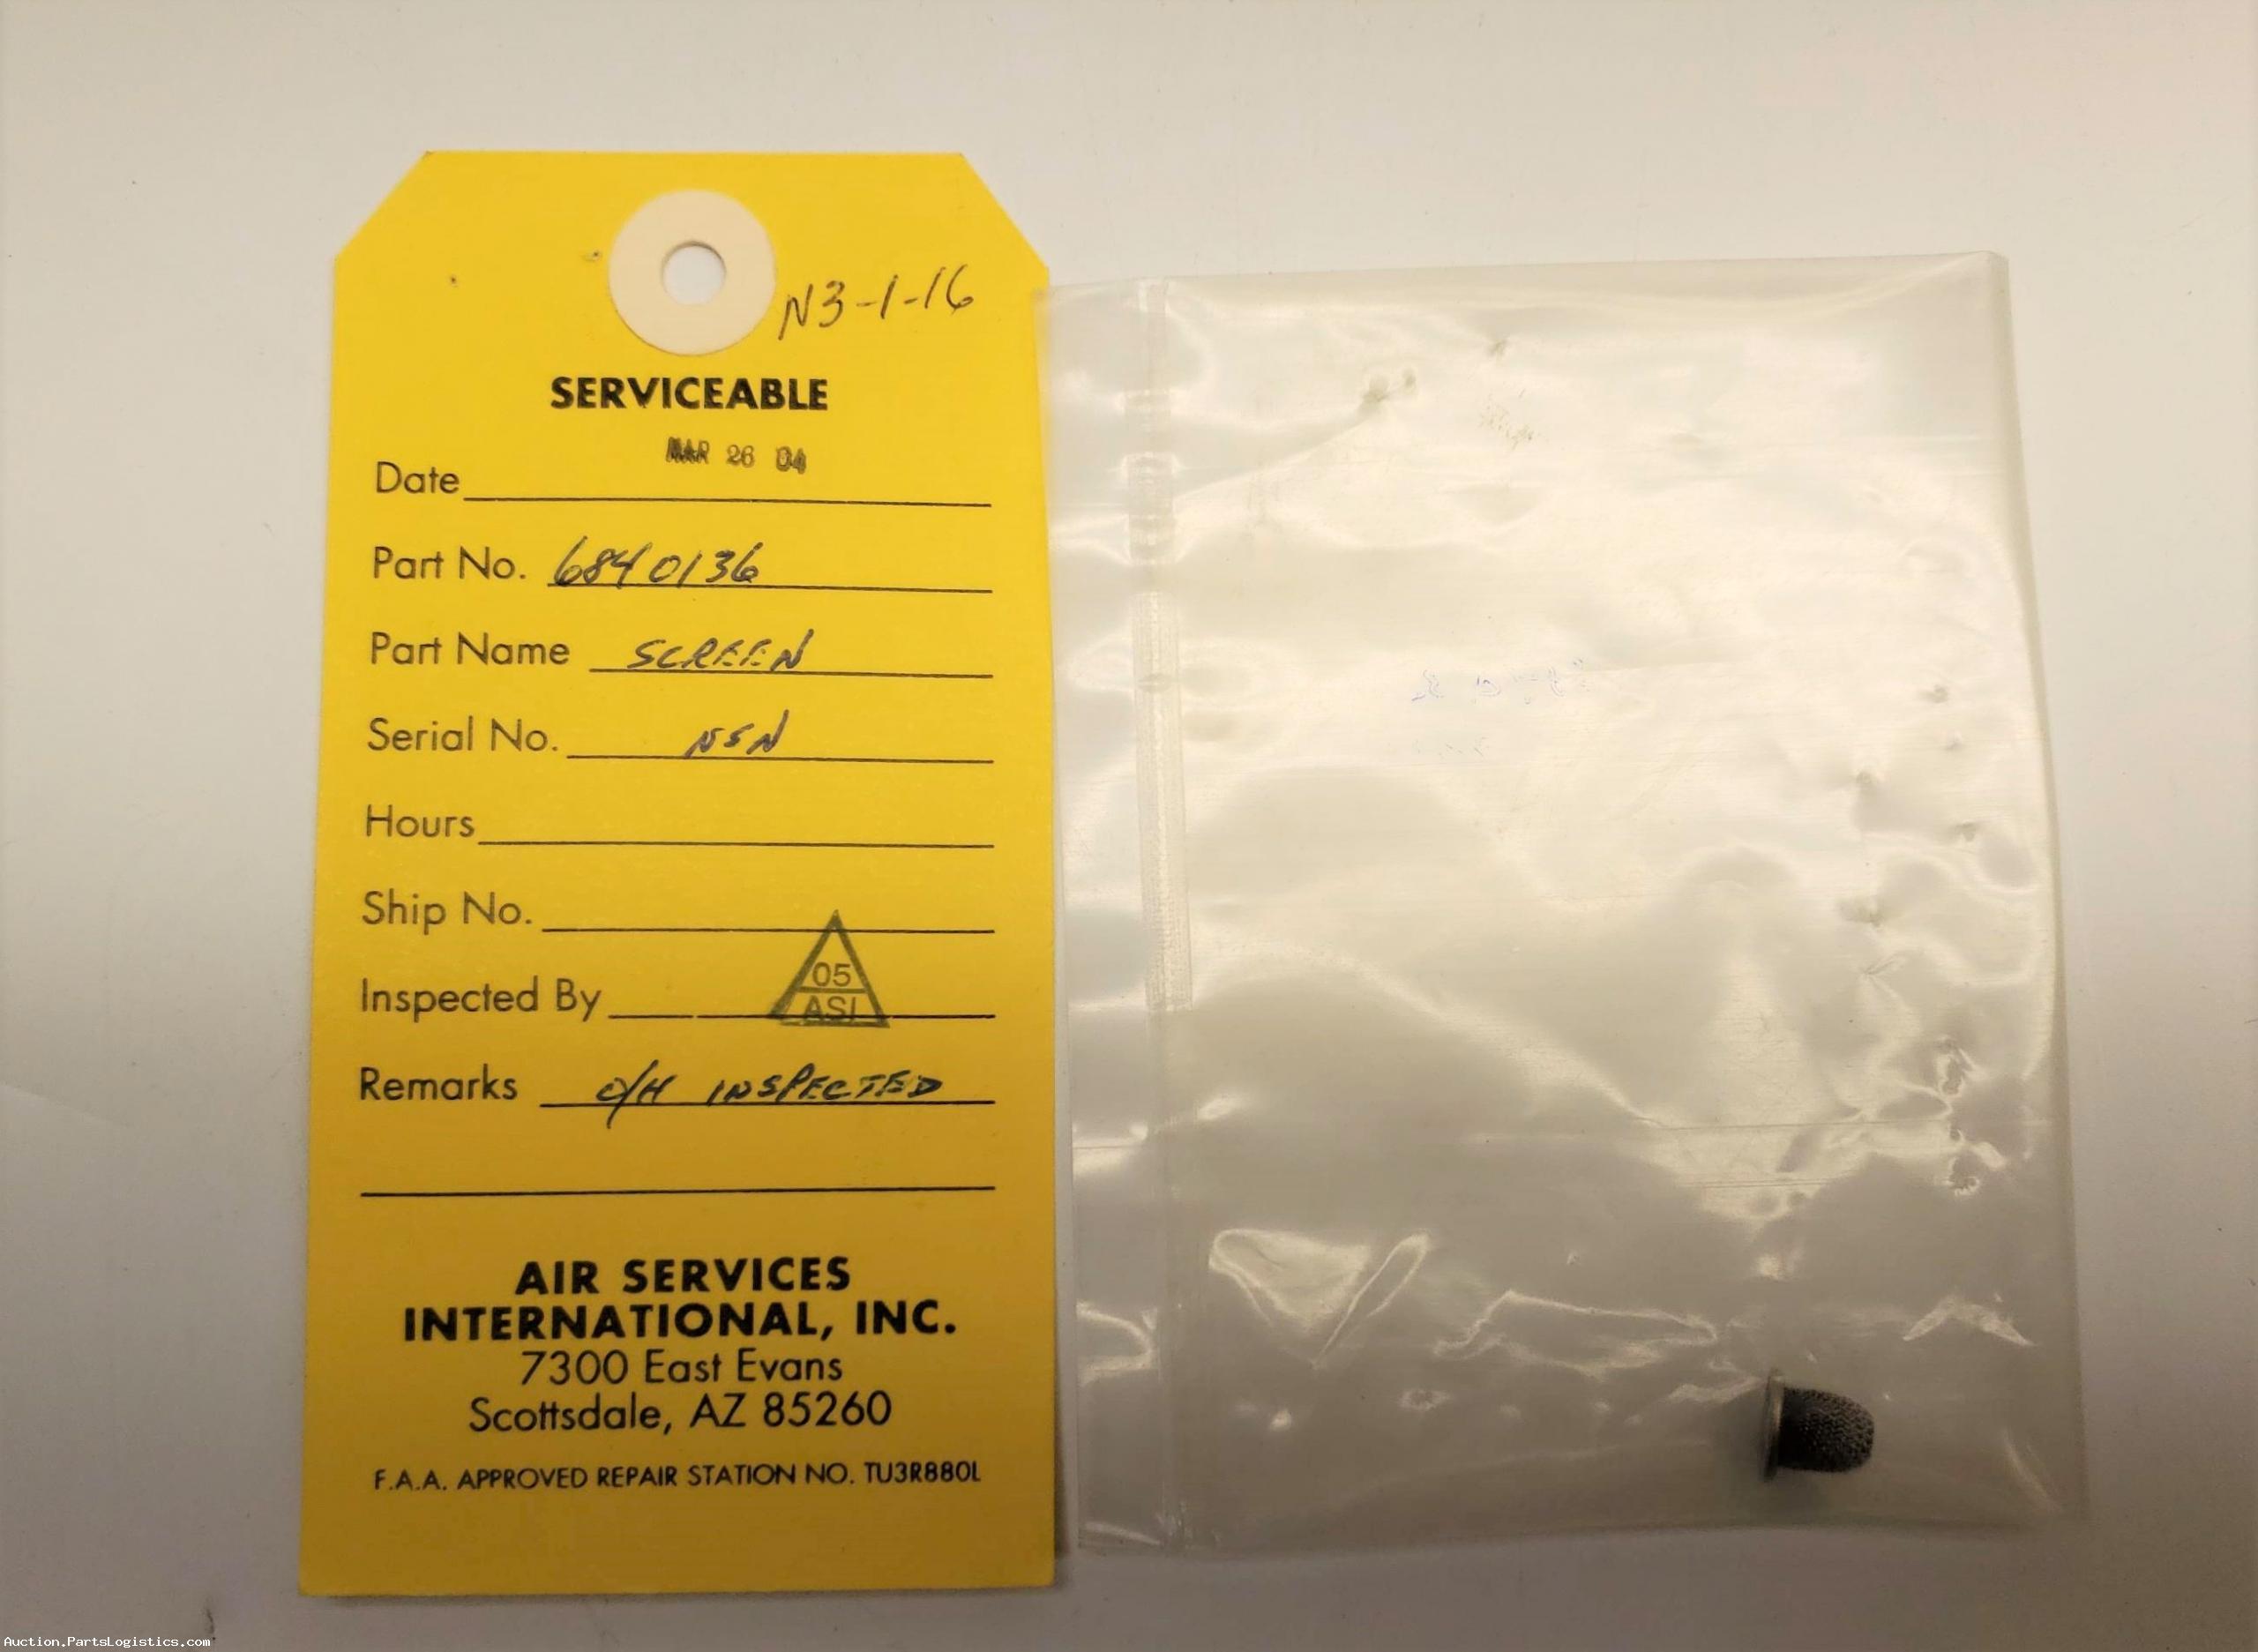 N3-1-16
SERVICEABLE
Date MAR 26 04
Part No. 6840136
Part Name SCREEN
Serial No. NSN
Hours
Ship No.
05
ASI
Inspected By
Remarks O/H INSPECTED
AIR SERVICES
INTERNATIONAL, INC.
7300 East Evans
Scottsdale, AZ 85260
F.A.A. APPROVED REPAIR STATION NO. TU3R880L
Auction.PartsLogistics.com